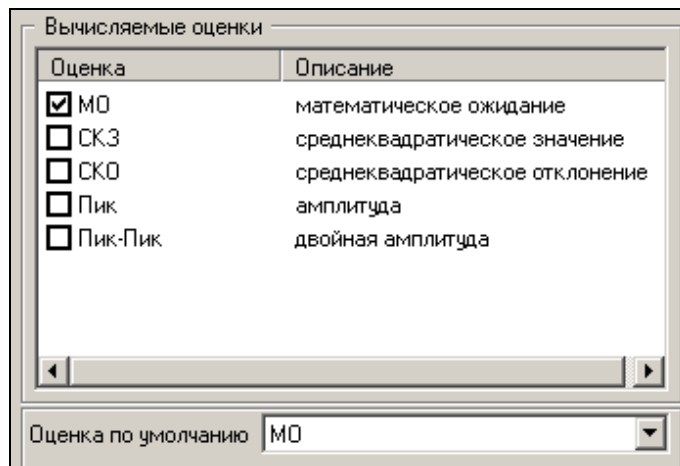 Вычисляемые оценки
Оценка Описание
МО математическое ожидание
СКЗ среднеквадратическое значение
СКО среднеквадратическое отклонение
Пик амплитуда
Пик-Пик двойная амплитуда
Оценка по умолчанию МО